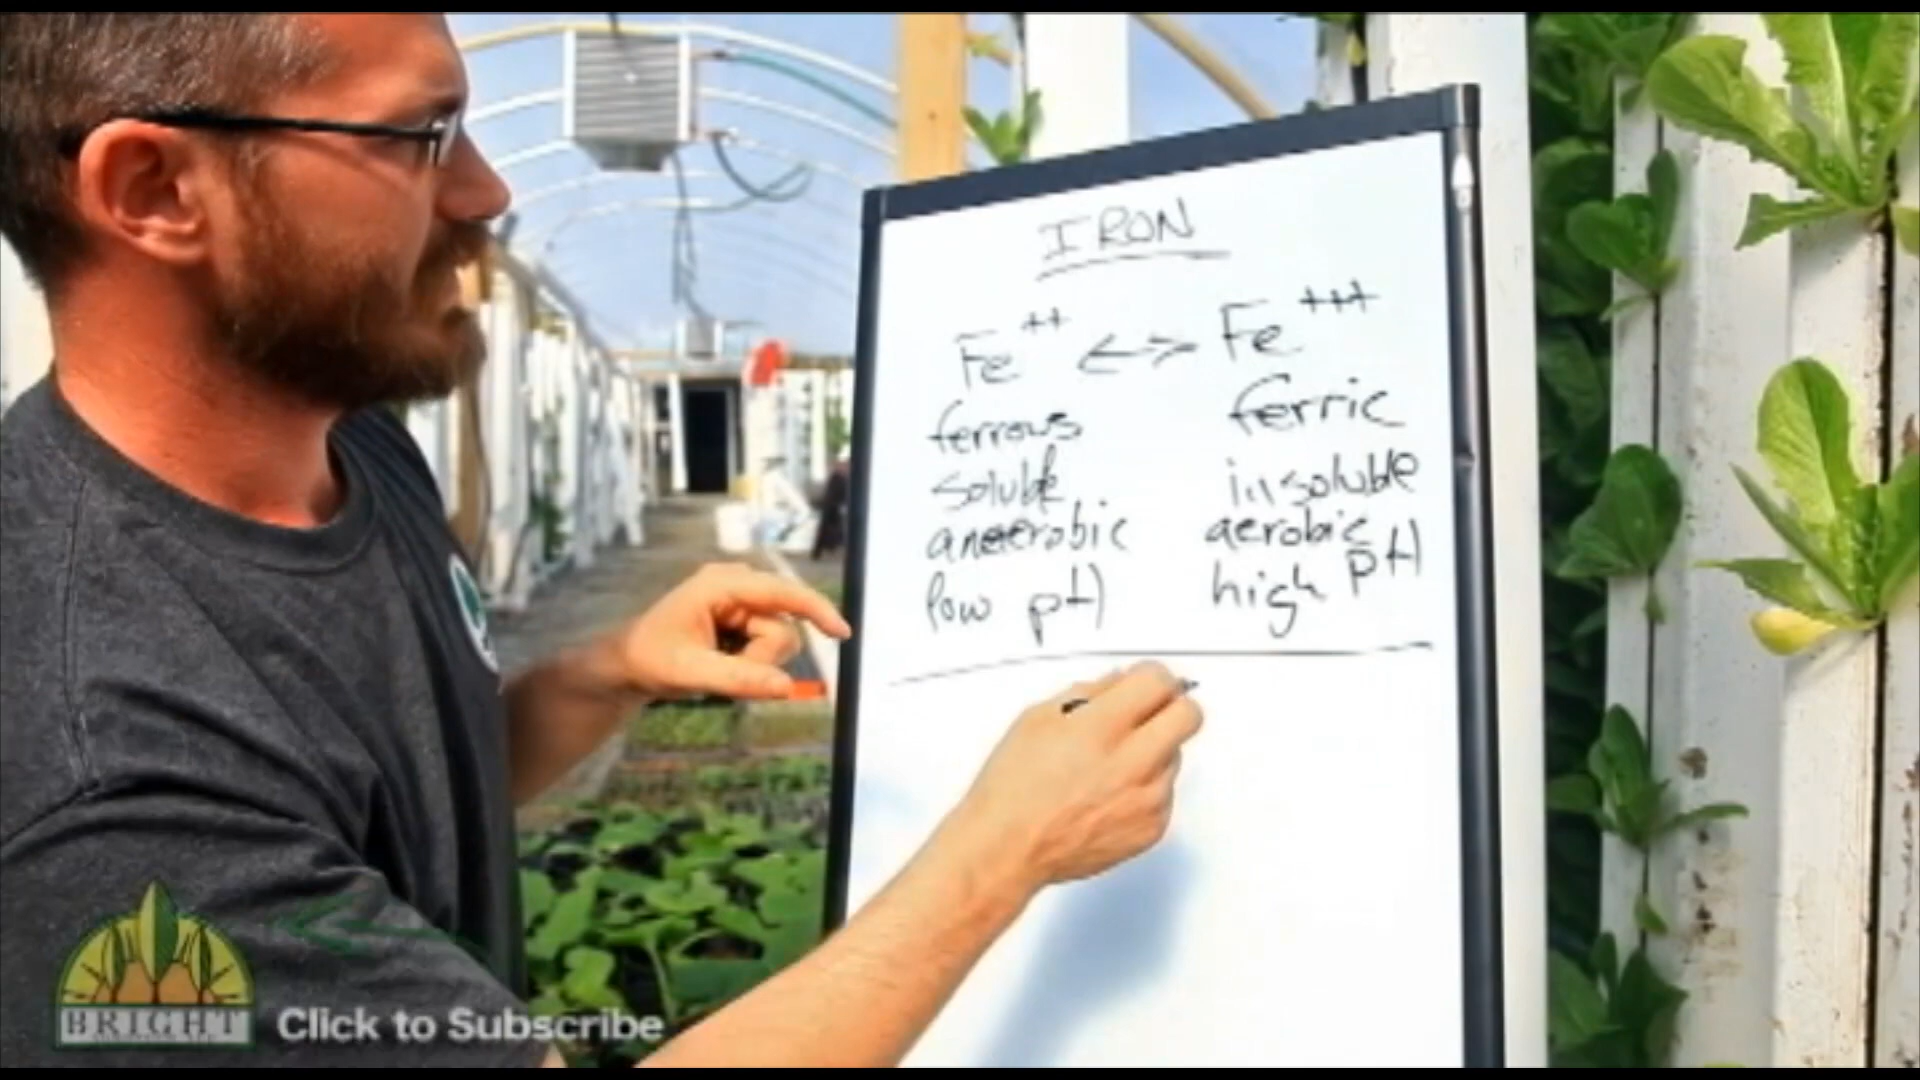 IRON
Fe++ <-> Fe+++
ferrous ferric
soluble insoluble
anaerobic aerobic
low pH high pH
BRIGHT
Click to Subscribe